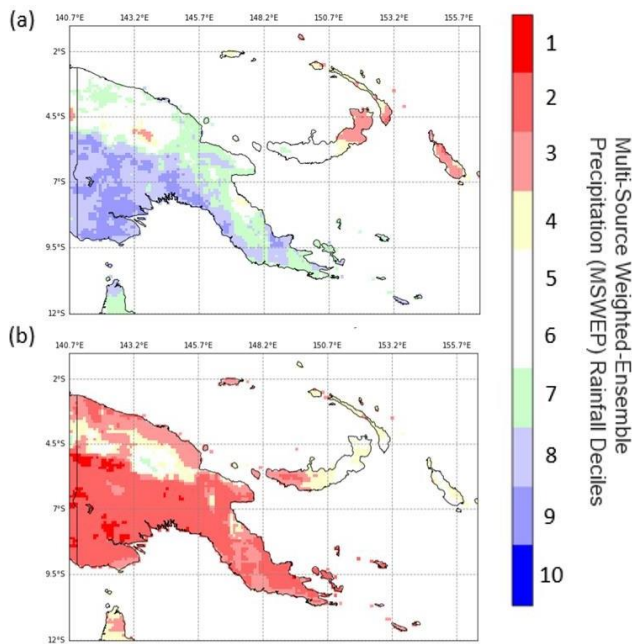 (a)
140.7°E 143.2°E 145.7°E 148.2°E 150.7°E 153.2°E 155.7°E
2°S
4.5°S
7°S
9.5°S
12°S
(b)
140.7°E 143.2°E 145.7°E 148.2°E 150.7°E 153.2°E 155.7°E
2°S
4.5°S
7°S
9.5°S
12°S
1
2
3
4
5
6
7
8
9
10
Multi-Source Weighted-Ensemble
Precipitation (MSWEP) Rainfall Deciles